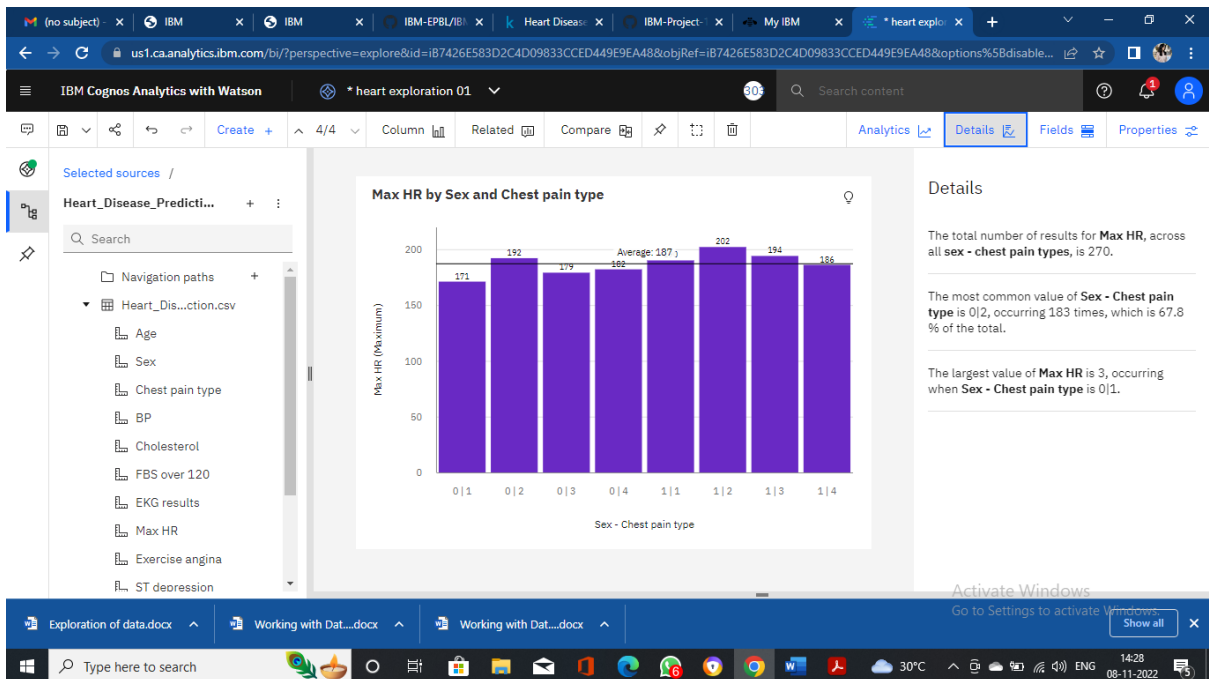 (no subject) -
IBM
IBM
IBM-EPBL/IBM
Heart Disease
IBM-Project-
My IBM
* heart explo
us1.ca.analytics.ibm.com/bi/?perspective=explore&id=iB7426E583D2C4D09833CCED449E9EA48&objRef=iB7426E583D2C4D09833CCED449E9EA48&options%5Bdisable...
IBM Cognos Analytics with Watson
* heart exploration 01
303
Search content
1
Create +
4/4
Column
Related
Compare
Analytics
Details
Fields
Properties
Selected sources /
Heart_Disease_Predicti...
Search
Navigation paths
Heart_Dis...ction.csv
Age
Sex
Chest pain type
BP
Cholesterol
FBS over 120
EKG results
Max HR
Exercise angina
ST depression
Max HR by Sex and Chest pain type
Max HR (Maximum)
200
150
100
50
0
171
192
179
182
Average: 187
202
194
186
0|1
0|2
0|3
0|4
1|1
1|2
1|3
1|4
Sex - Chest pain type
Details
The total number of results for Max HR, across
all sex - chest pain types, is 270.
The most common value of Sex - Chest pain
type is 0|2, occurring 183 times, which is 67.8
% of the total.
The largest value of Max HR is 3, occurring
when Sex - Chest pain type is 0|1.
Activate Windows
Go to Settings to activate Windows.
Exploration of data.docx
Working with Dat....docx
Working with Dat....docx
Show all
Type here to search
6
30°C
ENG
14:28
08-11-2022
5